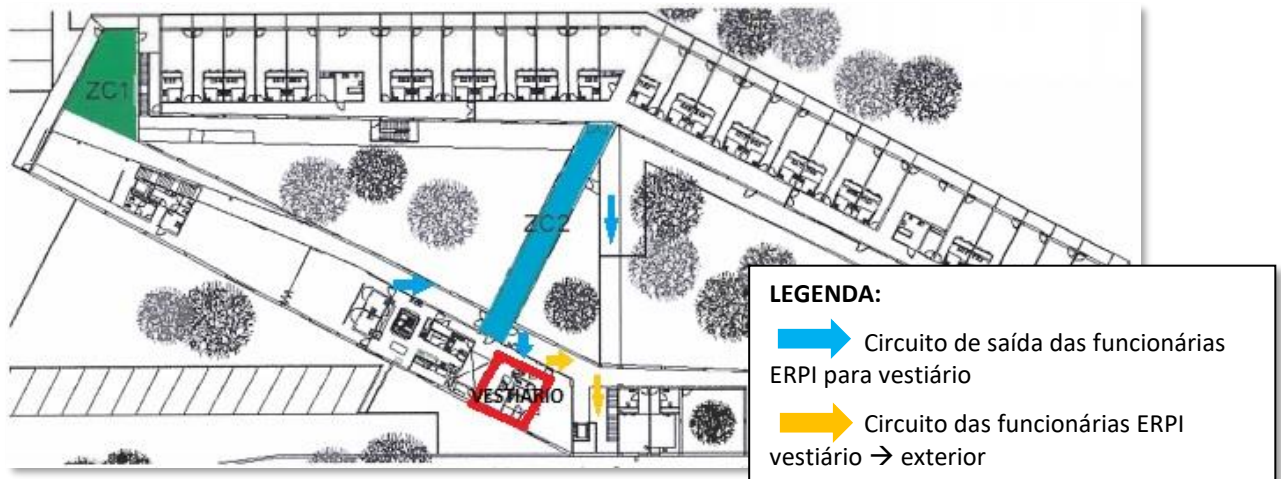 ZC1
ZC2
VESTIÁRIO
LEGENDA:
Circuito de saída das funcionárias
ERPI para vestiário
Circuito das funcionárias ERPI
vestiário → exterior